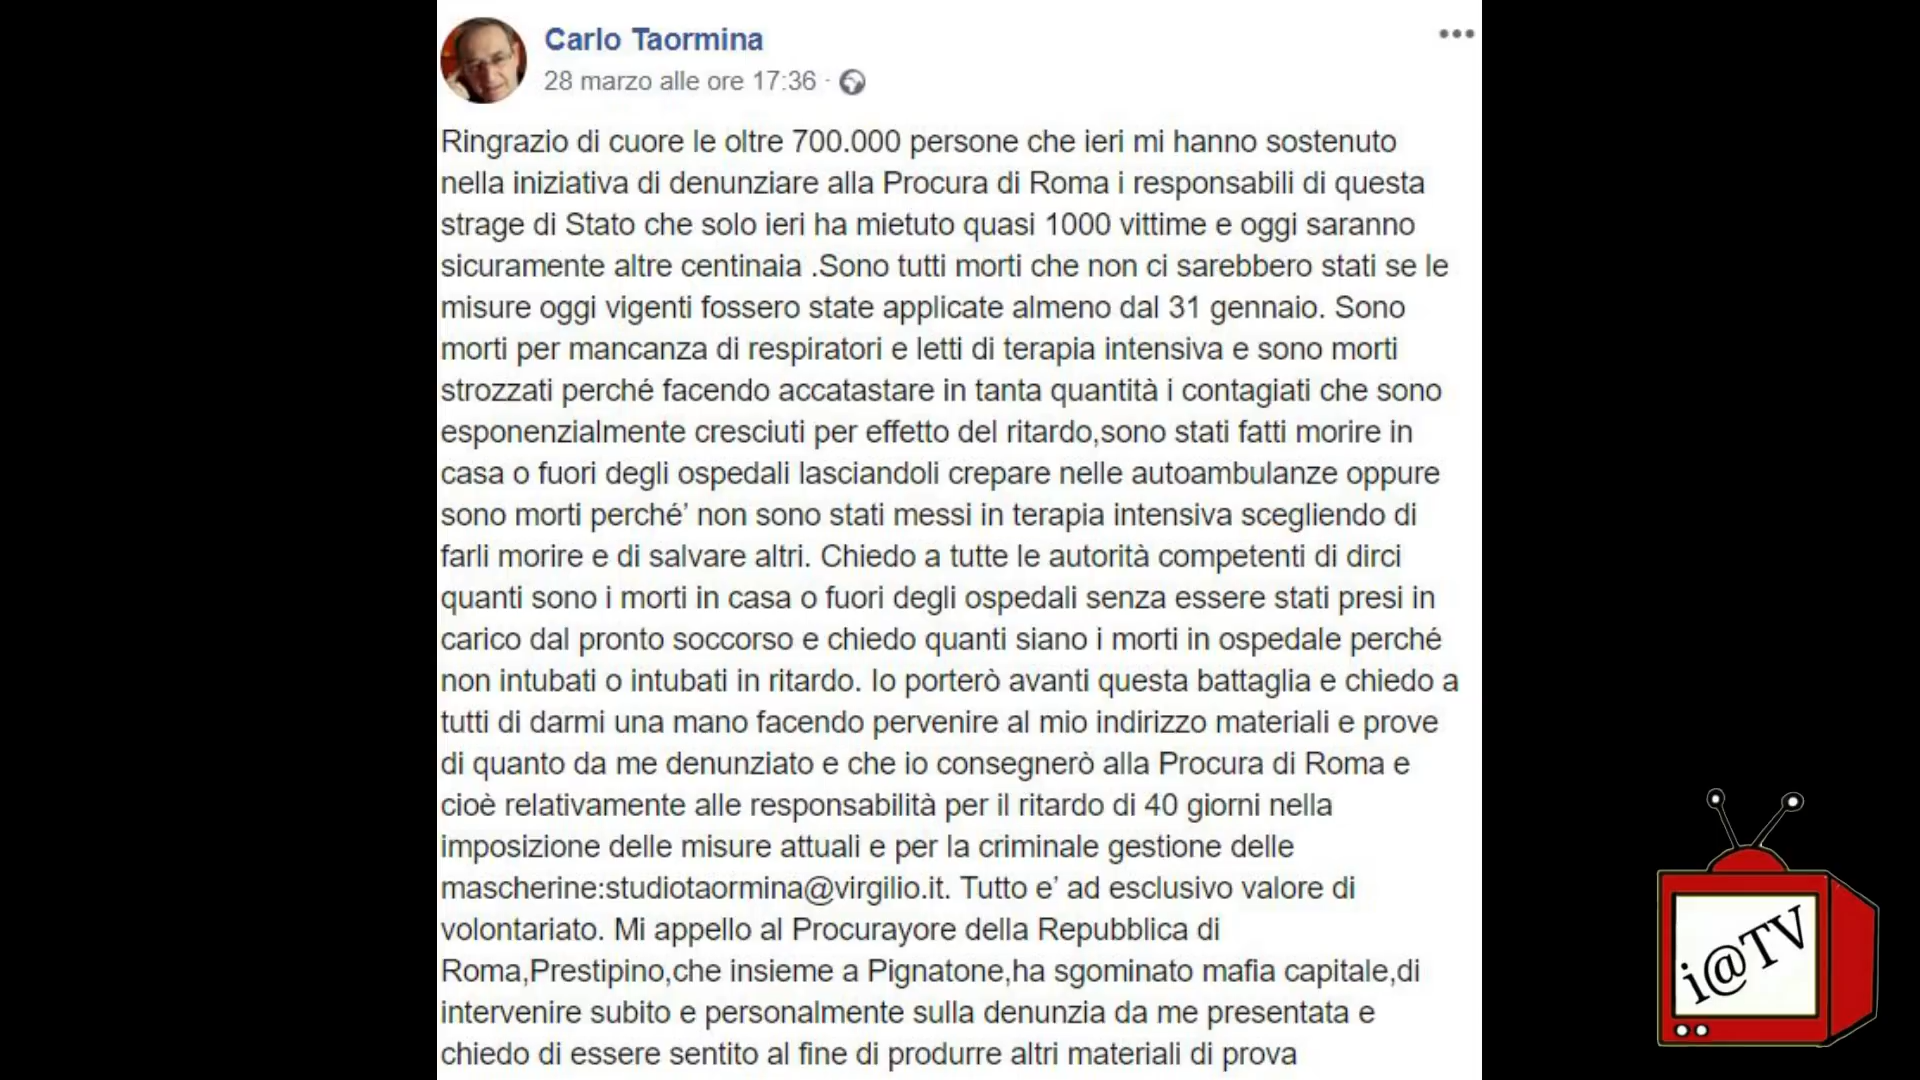 Carlo Taormina
28 marzo alle ore 17:36 ·
Ringrazio di cuore le oltre 700.000 persone che ieri mi hanno sostenuto
nella iniziativa di denunziare alla Procura di Roma i responsabili di questa
strage di Stato che solo ieri ha mietuto quasi 1000 vittime e oggi saranno
sicuramente altre centinaia .Sono tutti morti che non ci sarebbero stati se le
misure oggi vigenti fossero state applicate almeno dal 31 gennaio. Sono
morti per mancanza di respiratori e letti di terapia intensiva e sono morti
strozzati perché facendo accatastare in tanta quantità i contagiati che sono
esponenzialmente cresciuti per effetto del ritardo,sono stati fatti morire in
casa o fuori degli ospedali lasciandoli crepare nelle autoambulanze oppure
sono morti perché’ non sono stati messi in terapia intensiva scegliendo di
farli morire e di salvare altri. Chiedo a tutte le autorità competenti di dirci
quanti sono i morti in casa o fuori degli ospedali senza essere stati presi in
carico dal pronto soccorso e chiedo quanti siano i morti in ospedale perché
non intubati o intubati in ritardo. Io porterò avanti questa battaglia e chiedo a
tutti di darmi una mano facendo pervenire al mio indirizzo materiali e prove
di quanto da me denunziato e che io consegnerò alla Procura di Roma e
cioè relativamente alle responsabilità per il ritardo di 40 giorni nella
imposizione delle misure attuali e per la criminale gestione delle
mascherine:studiotaormina@virgilio.it. Tutto e’ ad esclusivo valore di
volontariato. Mi appello al Procurayore della Repubblica di
Roma,Prestipino,che insieme a Pignatone,ha sgominato mafia capitale,di
intervenire subito e personalmente sulla denunzia da me presentata e
chiedo di essere sentito al fine di produrre altri materiali di prova
i@TV